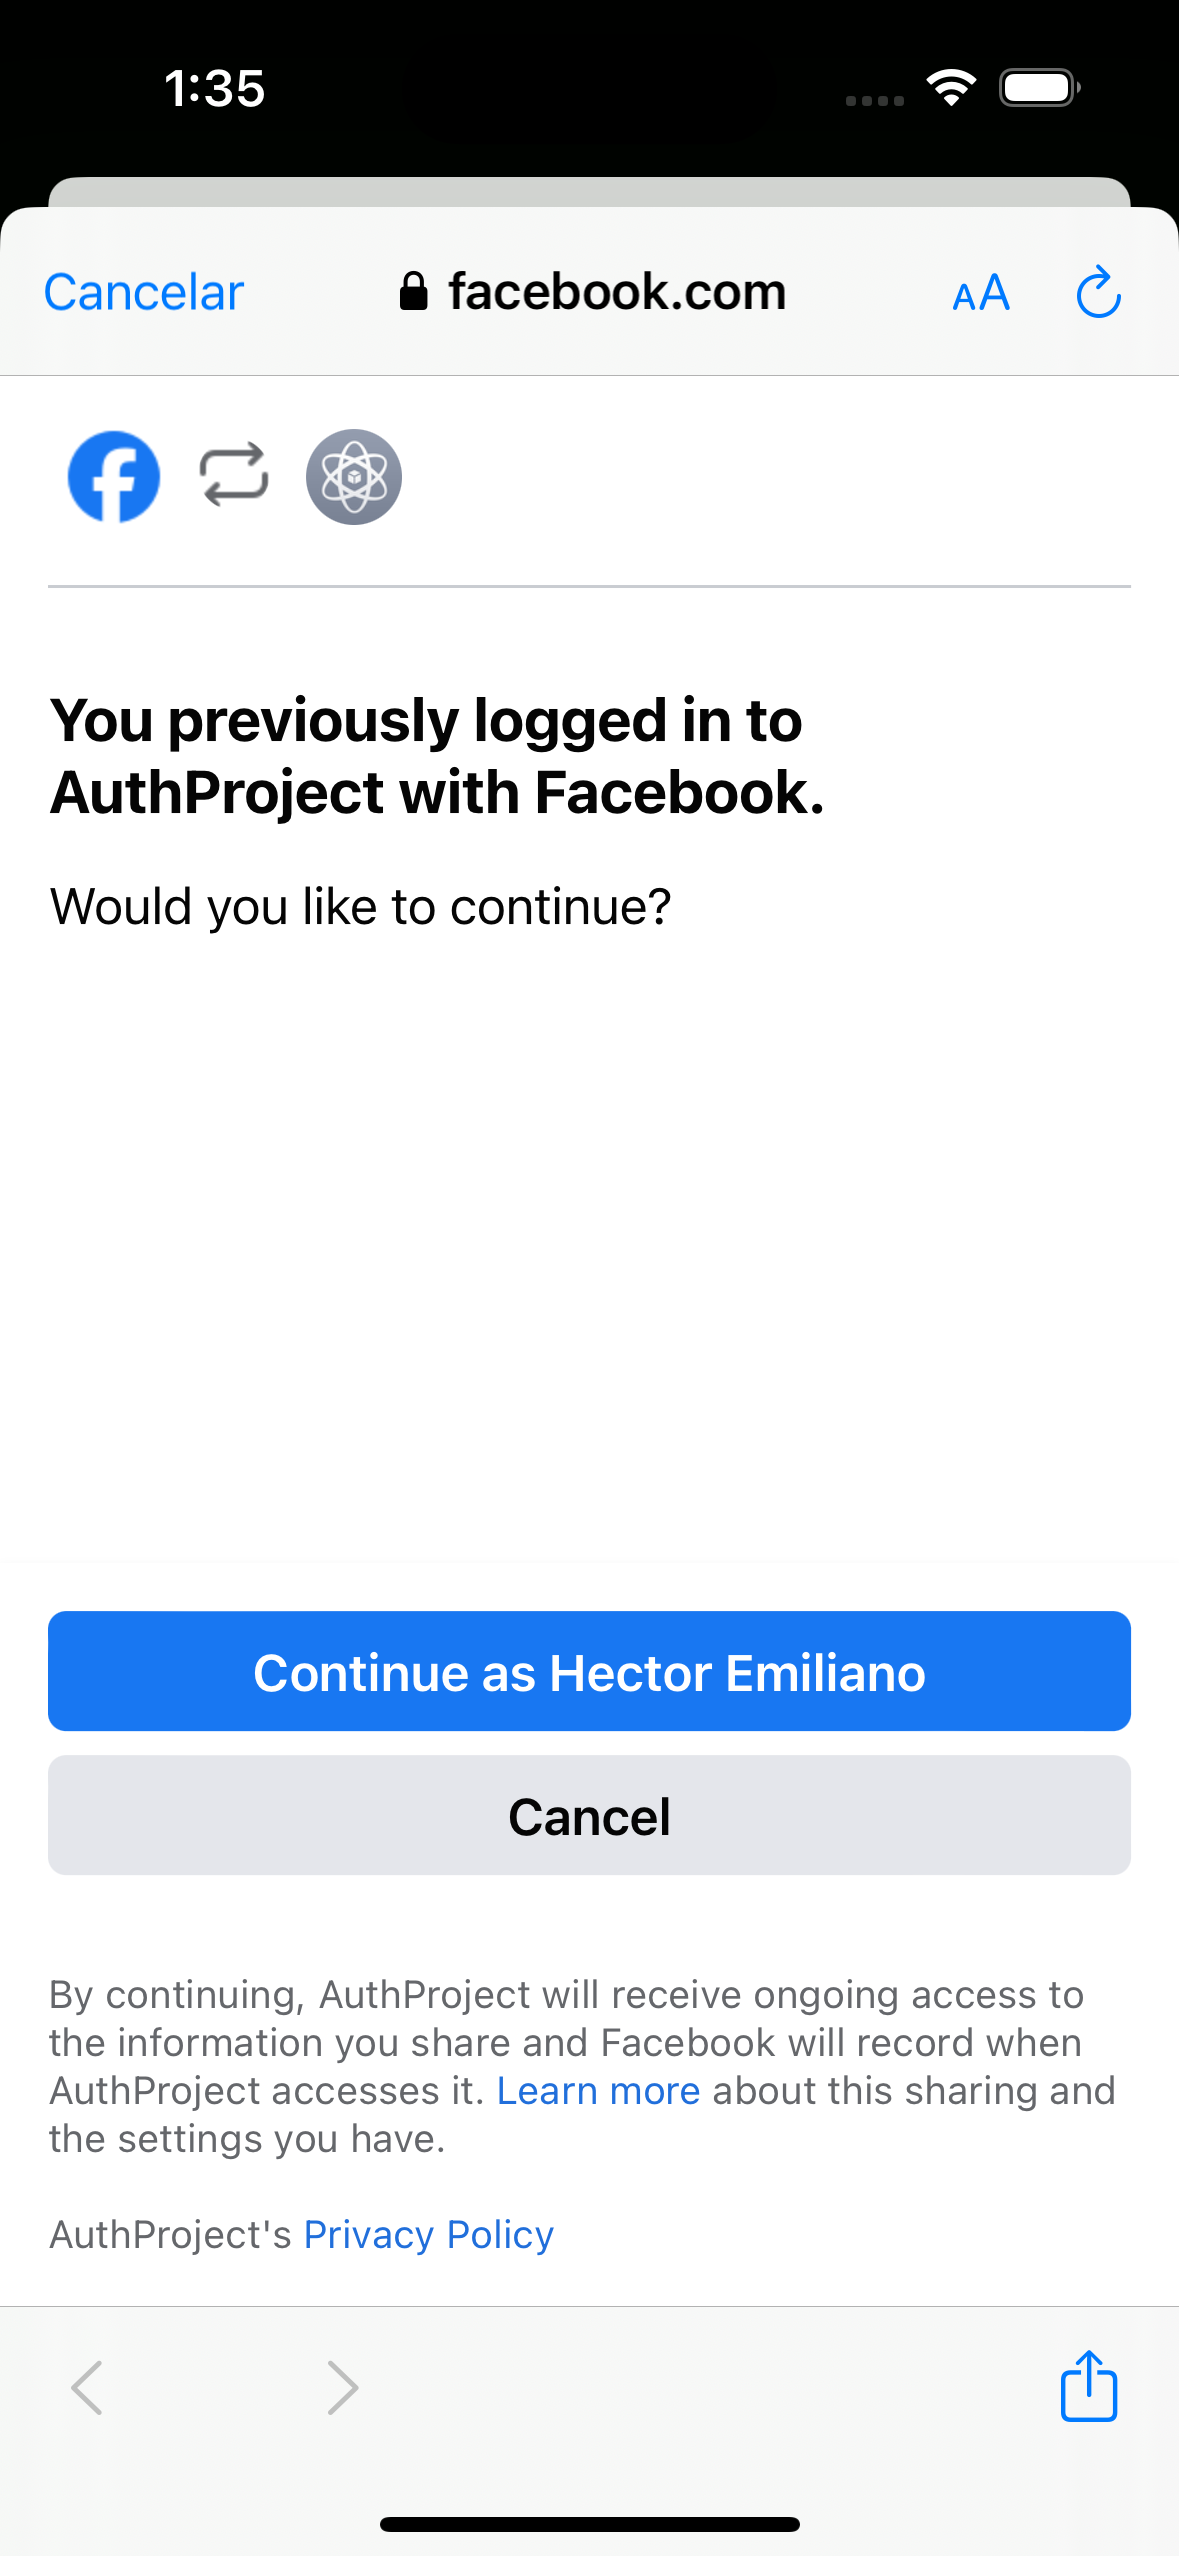 1:35
Cancelar
facebook.com
AA
You previously logged in to
AuthProject with Facebook.
Would you like to continue?
Continue as Hector Emiliano
Cancel
By continuing, AuthProject will receive ongoing access to
the information you share and Facebook will record when
AuthProject accesses it. Learn more about this sharing and
the settings you have.
AuthProject's Privacy Policy